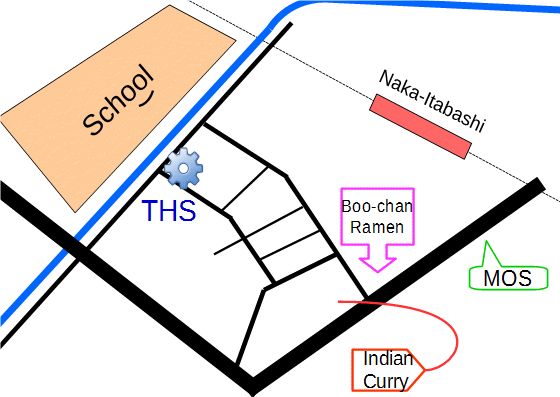 School
Naka-Itabashi
THS
Boo-chan
Ramen
MOS
Indian
Curry